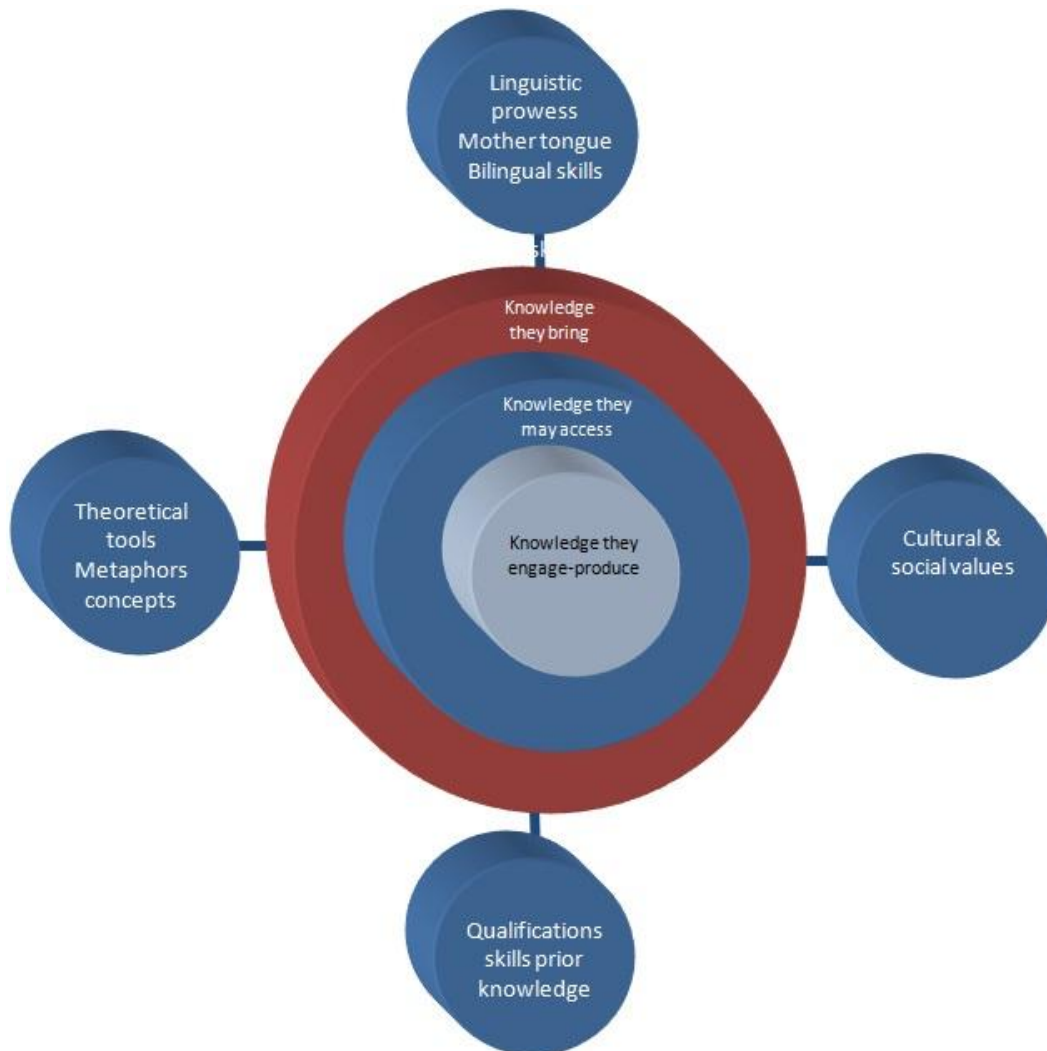 Linguistic
prowess
Mother tongue
Bilingual skills
Knowledge
they bring
Knowledge they
may access
Theoretical
tools
Metaphors
concepts
Knowledge they
engage-produce
Cultural &
social values
Qualifications
skills prior
knowledge